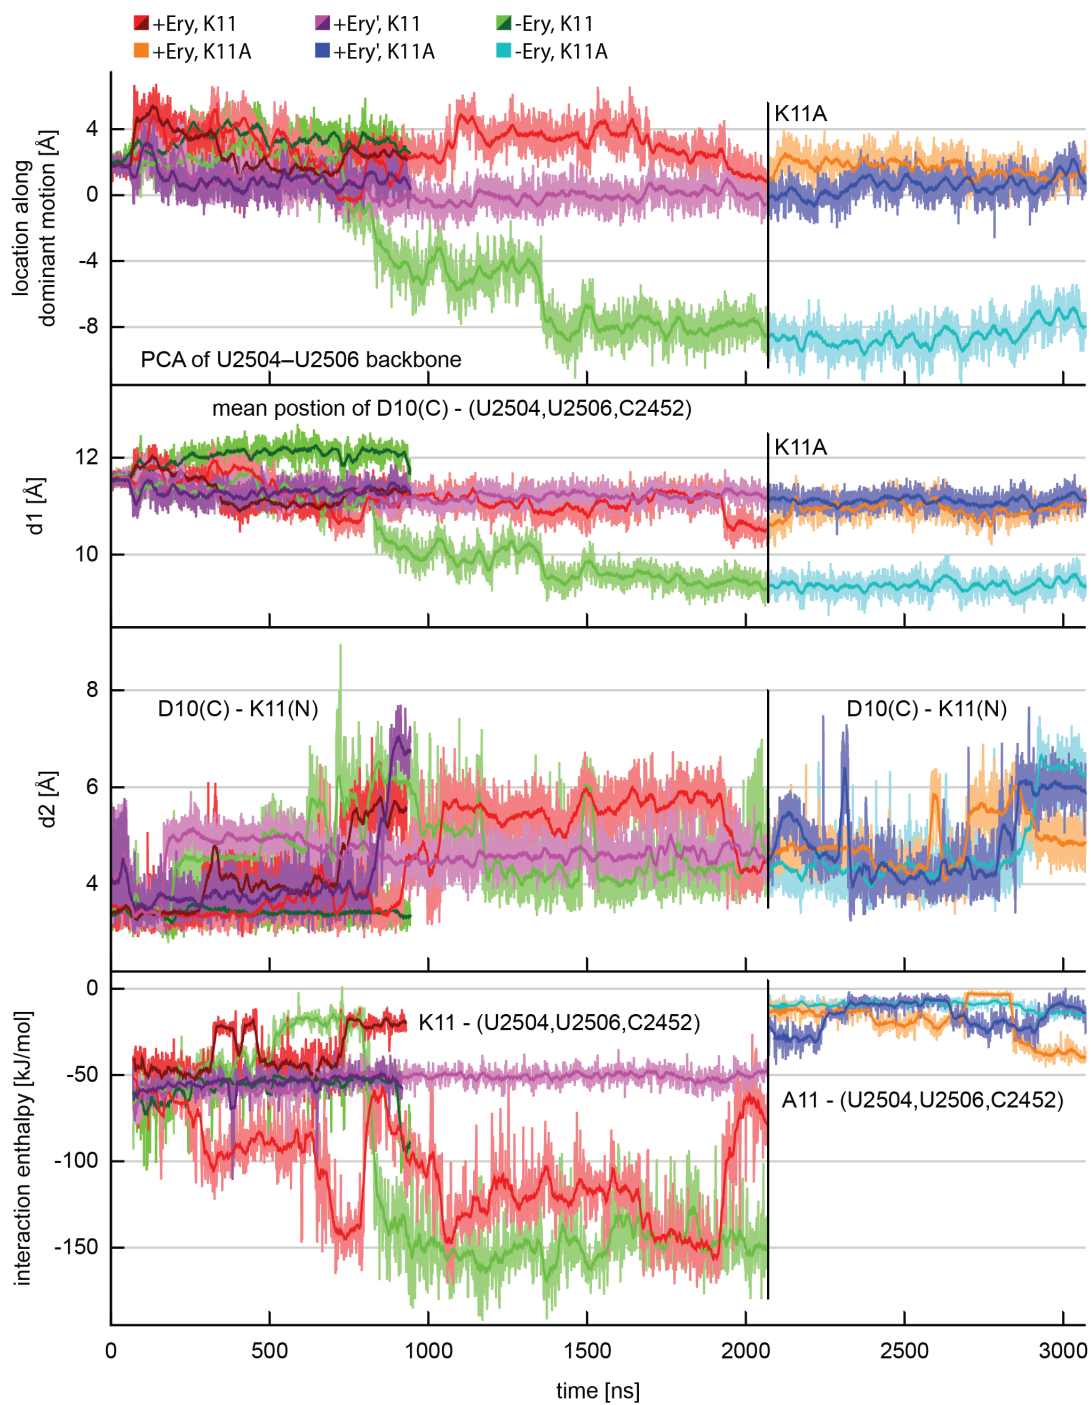 +Ery, K11 +Ery', K11 -Ery, K11
+Ery, K11A +Ery', K11A -Ery, K11A
location along
dominant motion [Å]
4
0
-4
-8
K11A
PCA of U2504–U2506 backbone
mean postion of D10(C) - (U2504,U2506,C2452)
d1 [Å]
12
10
K11A
d2 [Å]
8
6
4
D10(C) - K11(N)
D10(C) - K11(N)
interaction enthalpy [kJ/mol]
0
-50
-100
-150
K11 - (U2504,U2506,C2452)
A11 - (U2504,U2506,C2452)
0 500 1000 1500 2000 2500 3000
time [ns]